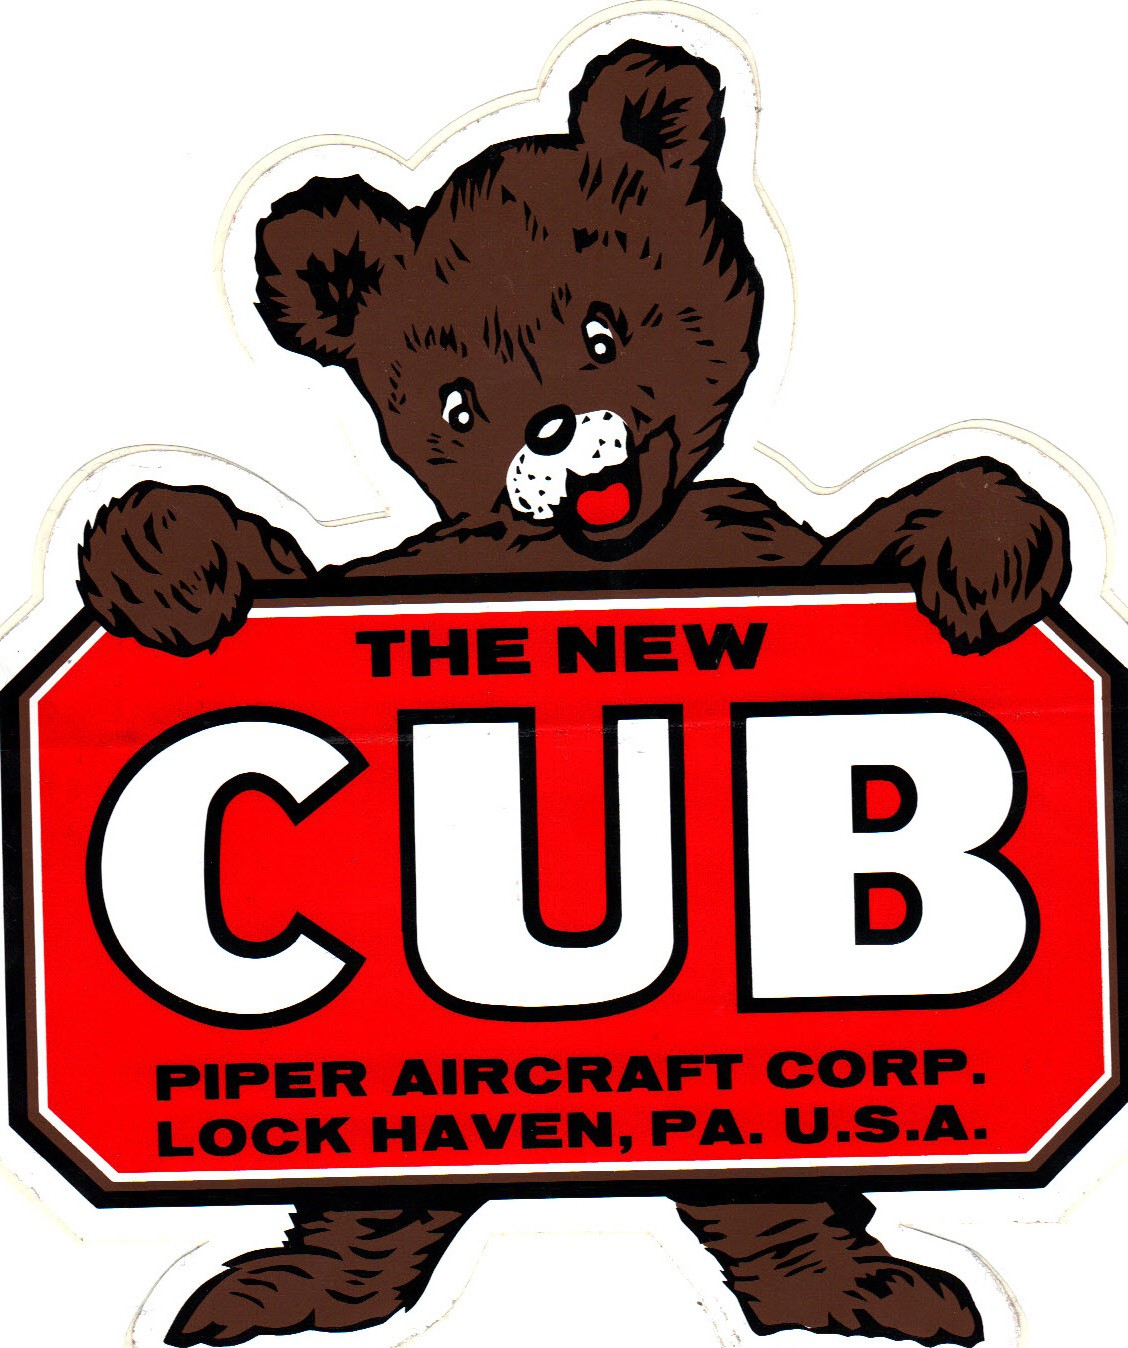 THE NEW
CUB
PIPER AIRCRAFT CORP.
LOCK HAVEN, PA. U.S.A.